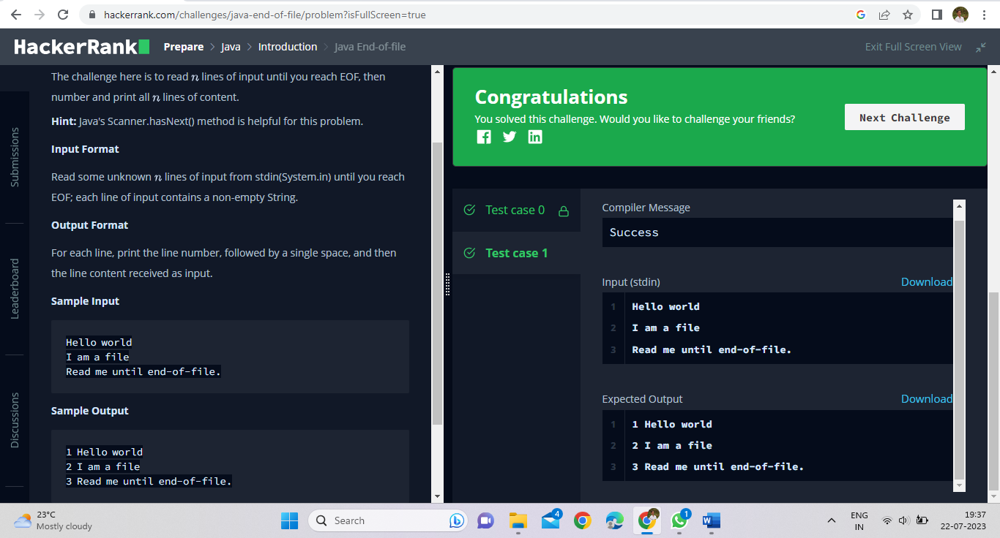 hackerrank.com/challenges/java-end-of-file/problem?isFullScreen=true
HackerRank
Prepare > Java > Introduction > Java End-of-file
Exit Full Screen View
Submissions
Leaderboard
Discussions
The challenge here is to read n lines of input until you reach EOF, then
number and print all n lines of content.
Hint: Java's Scanner.hasNext() method is helpful for this problem.
Input Format
Read some unknown n lines of input from stdin(System.in) until you reach
EOF; each line of input contains a non-empty String.
Output Format
For each line, print the line number, followed by a single space, and then
the line content received as input.
Sample Input
Hello world
I am a file
Read me until end-of-file.
Sample Output
1 Hello world
2 I am a file
3 Read me until end-of-file.
Congratulations
You solved this challenge. Would you like to challenge your friends?
Next Challenge
Test case 0
Test case 1
Compiler Message
Success
Input (stdin)
Download
1 Hello world
2 I am a file
3 Read me until end-of-file.
Expected Output
Download
1 1 Hello world
2 2 I am a file
3 3 Read me until end-of-file.
23°C
Mostly cloudy
Search
4
1
ENG
IN
19:37
22-07-2023